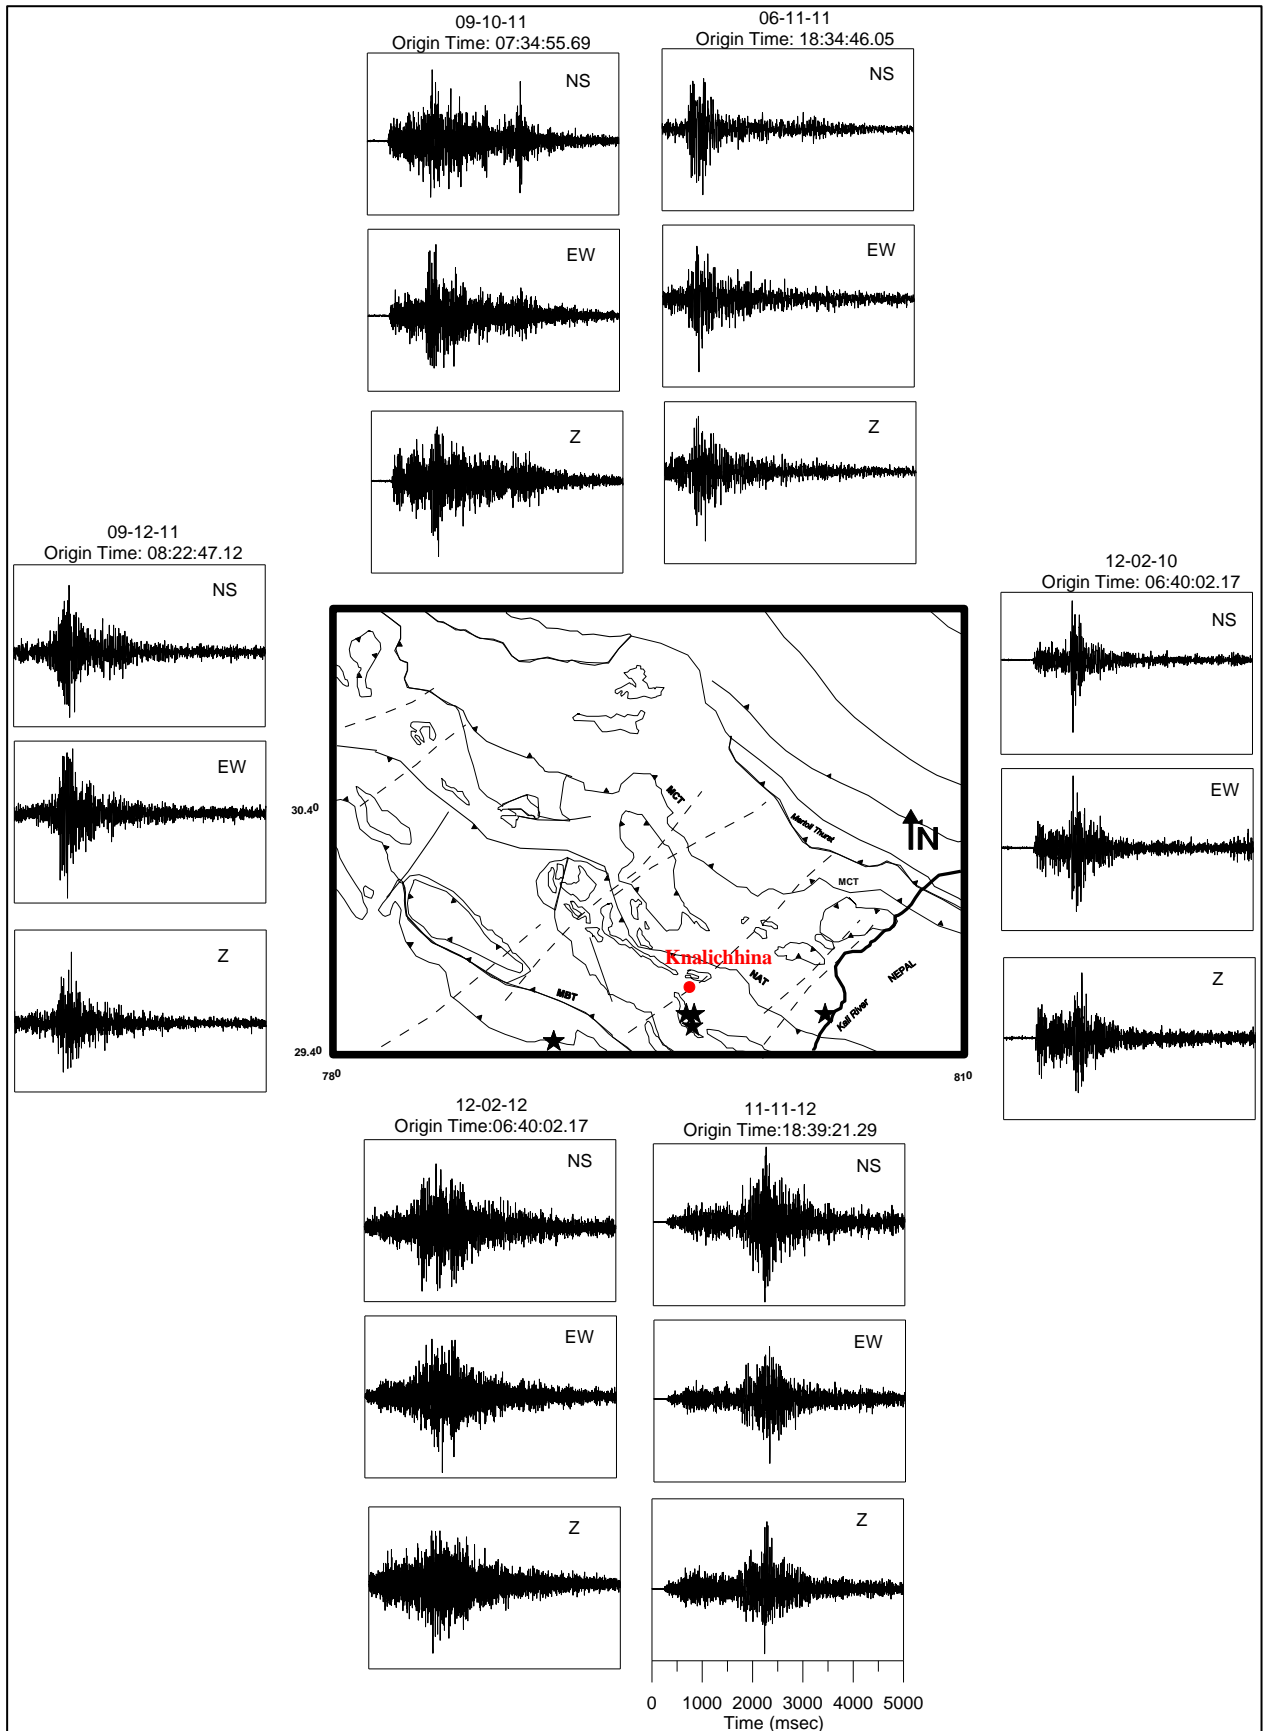 09-10-11
Origin Time: 07:34:55.69
NS
EW
Z
06-11-11
Origin Time: 18:34:46.05
NS
EW
Z
09-12-11
Origin Time: 08:22:47.12
NS
EW
Z
12-02-10
Origin Time: 06:40:02.17
NS
EW
Z
30.4⁰
29.4⁰
78⁰
81⁰
MCT
Martoli Thurst
N
MCT
Knalichhina
NAT
NEPAL
MBT
Kali River
12-02-12
Origin Time:06:40:02.17
NS
EW
Z
11-11-12
Origin Time:18:39:21.29
NS
EW
Z
0 1000 2000 3000 4000 5000
Time (msec)